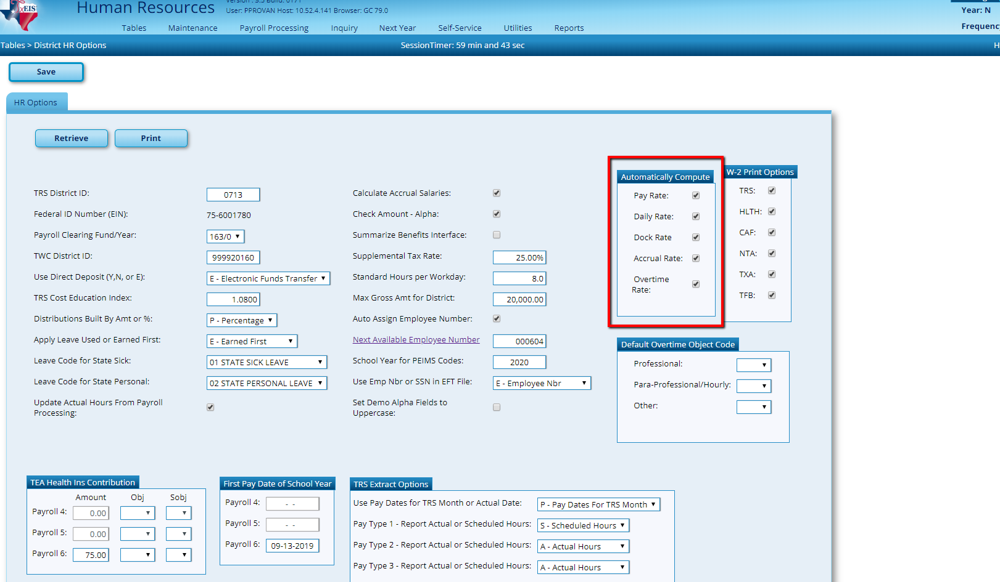 xEIS
Human Resources
Version : 3.5 Build: 0171
User: PPROVAN Host: 10.52.4.141 Browser: GC 79.0
Year: N
Frequenc
Tables Maintenance Payroll Processing Inquiry Next Year Self-Service Utilities Reports
Tables > District HR Options
SessionTimer: 59 min and 43 sec
H
Save
HR Options
Retrieve
Print
TRS District ID: 0713
Federal ID Number (EIN): 75-6001780
Payroll Clearing Fund/Year: 163/0
TWC District ID: 999920160
Use Direct Deposit (Y,N, or E): E - Electronic Funds Transfer
TRS Cost Education Index: 1.0800
Distributions Built By Amt or %: P - Percentage
Apply Leave Used or Earned First: E - Earned First
Leave Code for State Sick: 01 STATE SICK LEAVE
Leave Code for State Personal: 02 STATE PERSONAL LEAVE
Update Actual Hours From Payroll
Processing:
Calculate Accrual Salaries:
Check Amount - Alpha:
Summarize Benefits Interface:
Supplemental Tax Rate: 25.00%
Standard Hours per Workday: 8.0
Max Gross Amt for District: 20,000.00
Auto Assign Employee Number:
Next Available Employee Number 000604
School Year for PEIMS Codes: 2020
Use Emp Nbr or SSN in EFT File: E - Employee Nbr
Set Demo Alpha Fields to
Uppercase:
Automatically Compute
Pay Rate:
Daily Rate:
Dock Rate
Accrual Rate:
Overtime
Rate:
W-2 Print Options
TRS:
HLTH:
CAF:
NTA:
TXA:
TFB:
Default Overtime Object Code
Professional:
Para-Professional/Hourly:
Other:
TEA Health Ins Contribution
Amount Obj Sobj
Payroll 4: 0.00
Payroll 5: 0.00
Payroll 6: 75.00
First Pay Date of School Year
Payroll 4: - -
Payroll 5: - -
Payroll 6: 09-13-2019
TRS Extract Options
Use Pay Dates for TRS Month or Actual Date: P - Pay Dates For TRS Month
Pay Type 1 - Report Actual or Scheduled Hours: S - Scheduled Hours
Pay Type 2 - Report Actual or Scheduled Hours: A - Actual Hours
Pay Type 3 - Report Actual or Scheduled Hours: A - Actual Hours